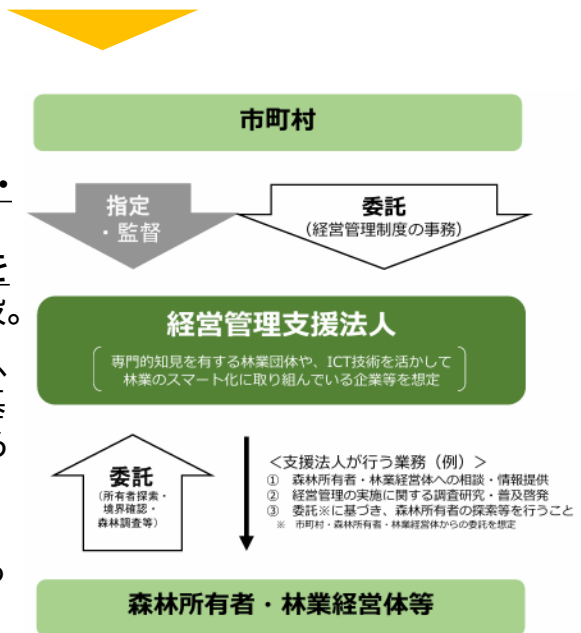 市町村
指定
・監督
委託
(経営管理制度の事務)
経営管理支援法人
専門的知見を有する林業団体や、ICT技術を活かして
林業のスマート化に取り組んでいる企業等を想定
委託
(所有者探索・
境界確認・
森林調査等)
<支援法人が行う業務(例)>
① 森林所有者・林業経営体への相談・情報提供
② 経営管理の実施に関する調査研究・普及啓発
③ 委託※に基づき、森林所有者の探索等を行うこと
※ 市町村・森林所有者・林業経営体からの委託を想定
森林所有者・林業経営体等